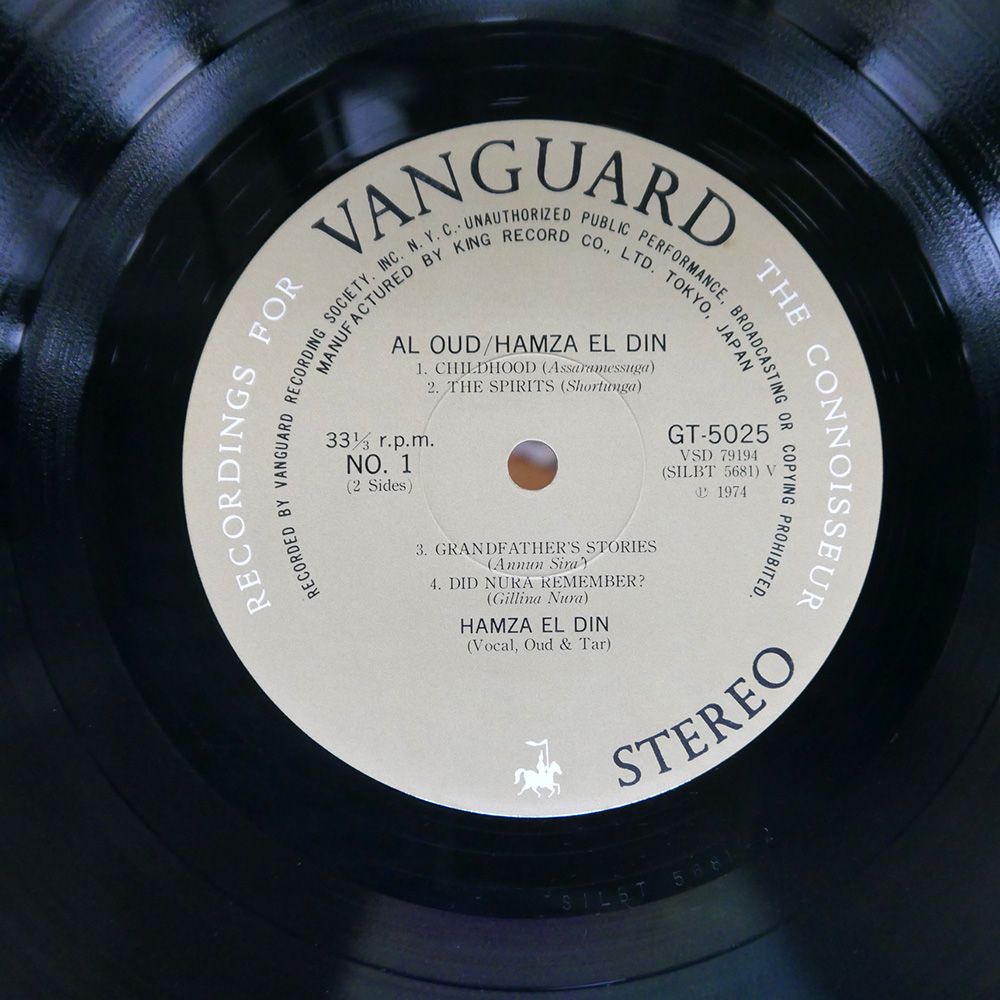 VANGUARD
RECORDINGS FOR THE CONNOISSEUR
RECORDED BY VANGUARD RECORDING SOCIETY, INC. N.Y.C.·UNAUTHORIZED PUBLIC PERFORMANCE, BROADCASTING OR COPYING PROHIBITED.
MANUFACTURED BY KING RECORD CO., LTD. TOKYO, JAPAN
AL OUD/HAMZA EL DIN
1. CHILDHOOD (Assaramessuga)
2. THE SPIRITS (Shortunga)
33⅓ r.p.m.
NO. 1
(2 Sides)
GT-5025
VSD 79194
(SILBT 5681) V
Ⓟ 1974
3. GRANDFATHER'S STORIES
(Annun Sira')
4. DID NURA REMEMBER?
(Gillina Nura)
HAMZA EL DIN
(Vocal, Oud & Tar)
STEREO
SILBT 5681